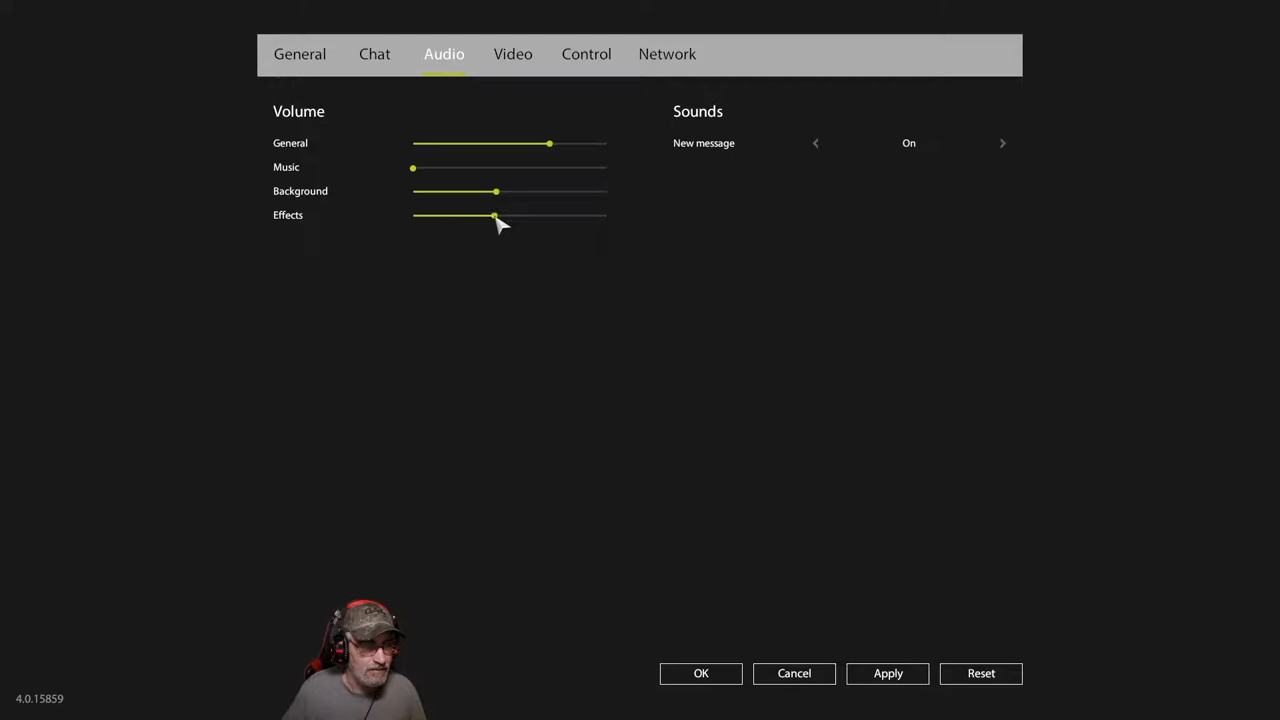 General Chat Audio Video Control Network
Volume
General
Music
Background
Effects
Sounds
New message On
OK Cancel Apply Reset
4.0.15859